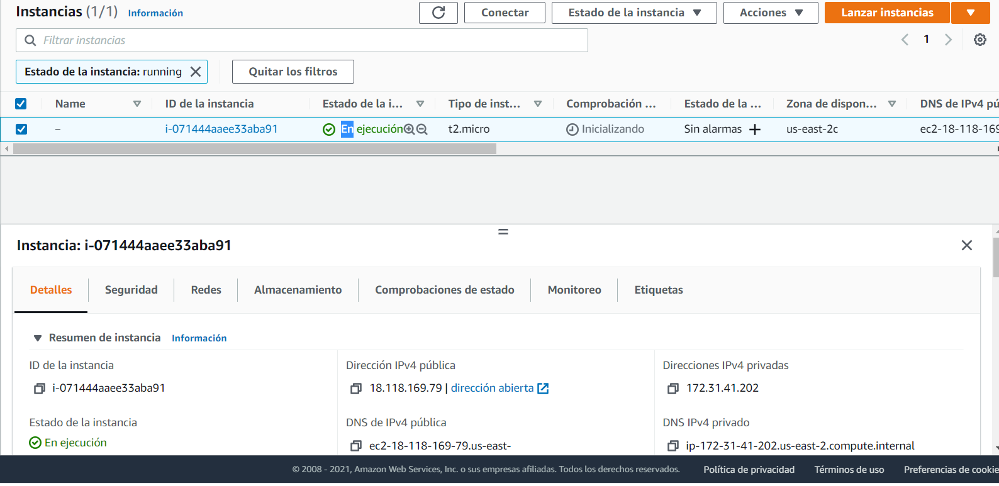 Instancias (1/1) Información
Conectar Estado de la instancia Acciones Lanzar instancias
Filtrar instancias
1
Estado de la instancia: running Quitar los filtros
Name ID de la instancia Estado de la i... Tipo de inst... Comprobación ... Estado de la ... Zona de dispon... DNS de IPv4 pú
– i-071444aaee33aba91 En ejecución t2.micro Inicializando Sin alarmas us-east-2c ec2-18-118-169
Instancia: i-071444aaee33aba91
Detalles Seguridad Redes Almacenamiento Comprobaciones de estado Monitoreo Etiquetas
Resumen de instancia Información
ID de la instancia Dirección IPv4 pública Direcciones IPv4 privadas
i-071444aaee33aba91 18.118.169.79 | dirección abierta 172.31.41.202
Estado de la instancia DNS de IPv4 pública DNS IPv4 privado
En ejecución ec2-18-118-169-79.us-east- ip-172-31-41-202.us-east-2.compute.internal
© 2008 - 2021, Amazon Web Services, Inc. o sus empresas afiliadas. Todos los derechos reservados. Política de privacidad Términos de uso Preferencias de cookie